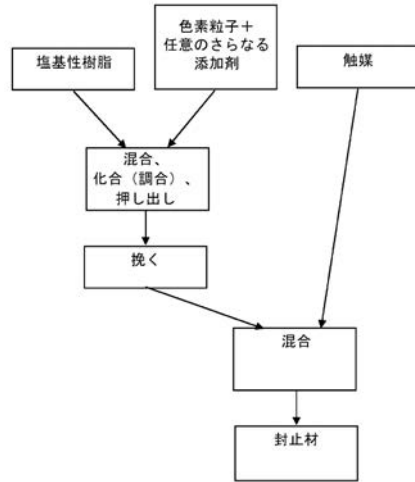 塩基性樹脂
色素粒子＋
任意のさらなる
添加剤
触媒
混合、
化合（調合）、
押し出し
挽く
混合
封止材